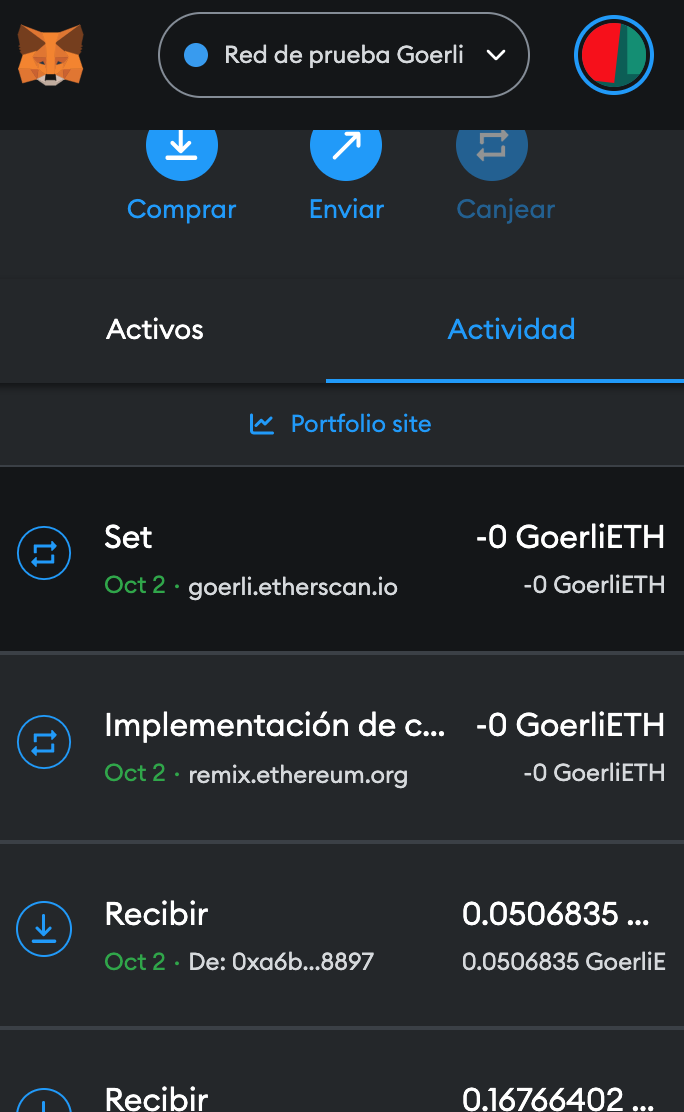 Red de prueba Goerli
Comprar Enviar Canjear
Activos Actividad
Portfolio site
Set -0 GoerliETH
Oct 2 · goerli.etherscan.io -0 GoerliETH
Implementación de c... -0 GoerliETH
Oct 2 · remix.ethereum.org -0 GoerliETH
Recibir 0.0506835 ...
Oct 2 · De: 0xa6b...8897 0.0506835 GoerliE
Recibir 0.16766402 ...